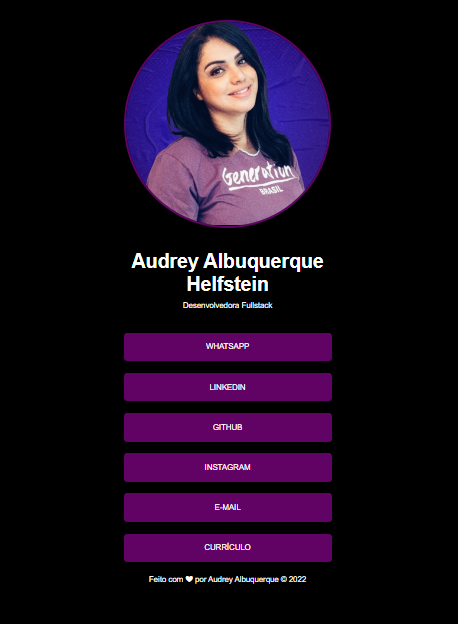 Generation
BRASIL
Audrey Albuquerque
Helfstein
Desenvolvedora Fullstack
WHATSAPP
LINKEDIN
GITHUB
INSTAGRAM
E-MAIL
CURRÍCULO
Feito com ❤ por Audrey Albuquerque © 2022